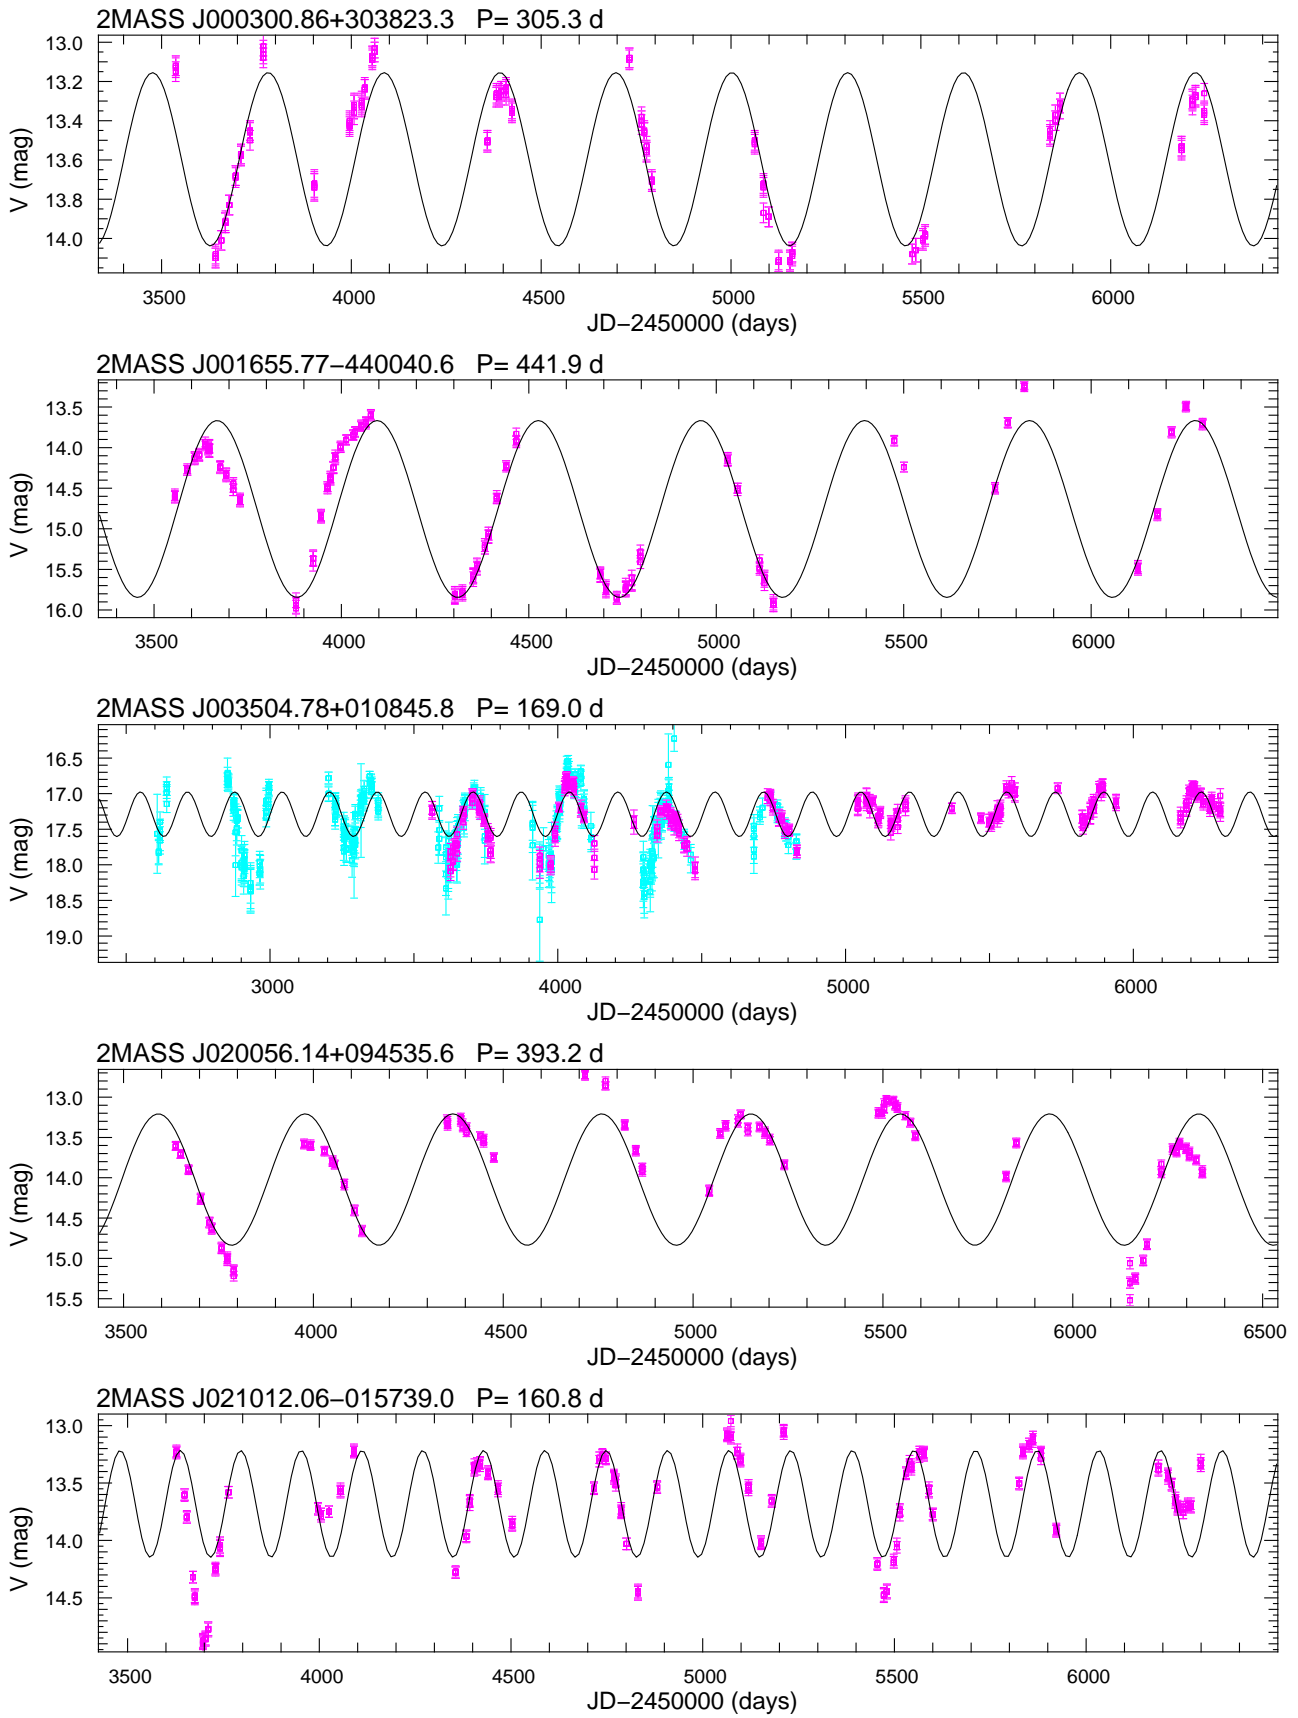 2MASS J000300.86+303823.3 P= 305.3 d
V (mag)
13.0
13.2
13.4
13.6
13.8
14.0
3500 4000 4500 5000 5500 6000
JD−2450000 (days)
2MASS J001655.77−440040.6 P= 441.9 d
V (mag)
13.5
14.0
14.5
15.0
15.5
16.0
3500 4000 4500 5000 5500 6000
JD−2450000 (days)
2MASS J003504.78+010845.8 P= 169.0 d
V (mag)
16.5
17.0
17.5
18.0
18.5
19.0
3000 4000 5000 6000
JD−2450000 (days)
2MASS J020056.14+094535.6 P= 393.2 d
V (mag)
13.0
13.5
14.0
14.5
15.0
15.5
3500 4000 4500 5000 5500 6000 6500
JD−2450000 (days)
2MASS J021012.06−015739.0 P= 160.8 d
V (mag)
13.0
13.5
14.0
14.5
3500 4000 4500 5000 5500 6000
JD−2450000 (days)